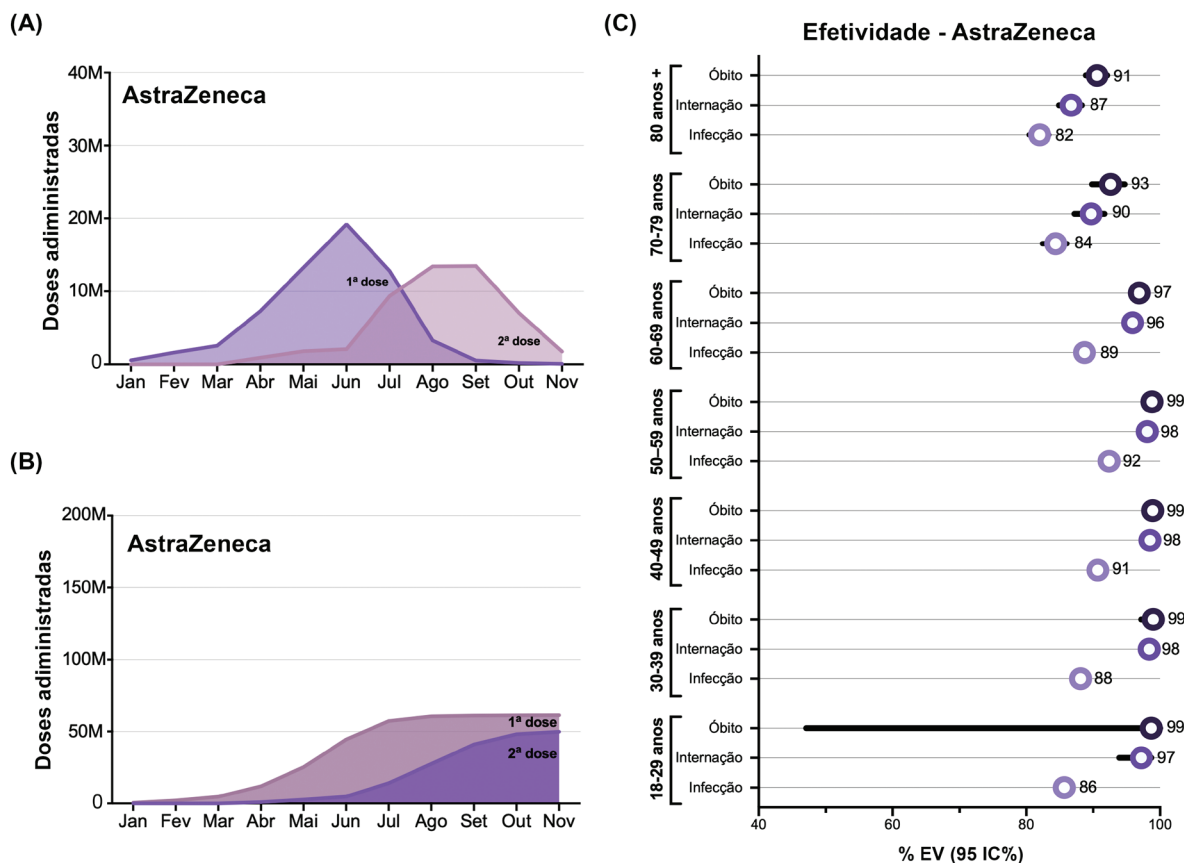 (A)
AstraZeneca
Doses adiministradas
40M
30M
20M
10M
0
1ª dose
2ª dose
Jan Fev Mar Abr Mai Jun Jul Ago Set Out Nov
(B)
AstraZeneca
Doses adiministradas
200M
150M
100M
50M
0
1ª dose
2ª dose
Jan Fev Mar Abr Mai Jun Jul Ago Set Out Nov
(C)
Efetividade - AstraZeneca
80 anos +
Óbito 91
Internação 87
Infecção 82
70-79 anos
Óbito 93
Internação 90
Infecção 84
60-69 anos
Óbito 97
Internação 96
Infecção 89
50–59 anos
Óbito 99
Internação 98
Infecção 92
40-49 anos
Óbito 99
Internação 98
Infecção 91
30-39 anos
Óbito 99
Internação 98
Infecção 88
18-29 anos
Óbito 99
Internação 97
Infecção 86
40 60 80 100
% EV (95 IC%)